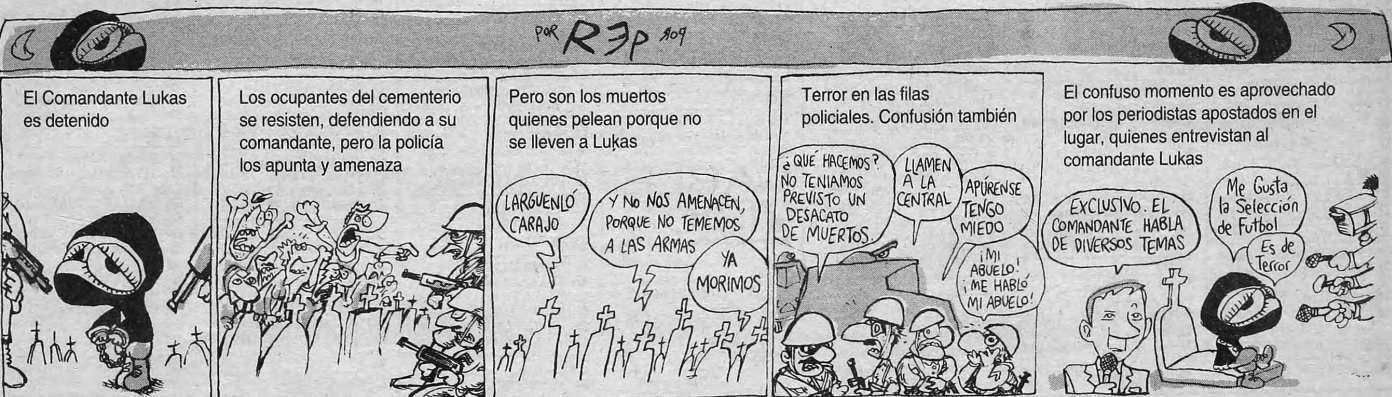 POR REP POR
El Comandante Lukas
es detenido
Los ocupantes del cementerio
se resisten, defendiendo a su
comandante, pero la policía
los apunta y amenaza
Pero son los muertos
quienes pelean porque no
se lleven a Lukas
LARGUENLÓ
CARAJO
Y NO NOS AMENACEN,
PORQUE NO TEMEMOS
A LAS ARMAS
YA
MORIMOS
Terror en las filas
policiales. Confusión también
¿QUÉ HACEMOS?
NO TENIAMOS
PREVISTO UN
DESACATO
DE MUERTOS.
LLAMEN
A LA
CENTRAL
APÚRENSE
TENGO
MIEDO
¡MI
ABUELO!
¡ME HABLÓ
MI ABUELO!
El confuso momento es aprovechado
por los periodistas apostados en el
lugar, quienes entrevistan al
comandante Lukas
EXCLUSIVO. EL
COMANDANTE HABLA
DE DIVERSOS TEMAS
Me Gusta
la Selección
de Futbol
Es de
Terror